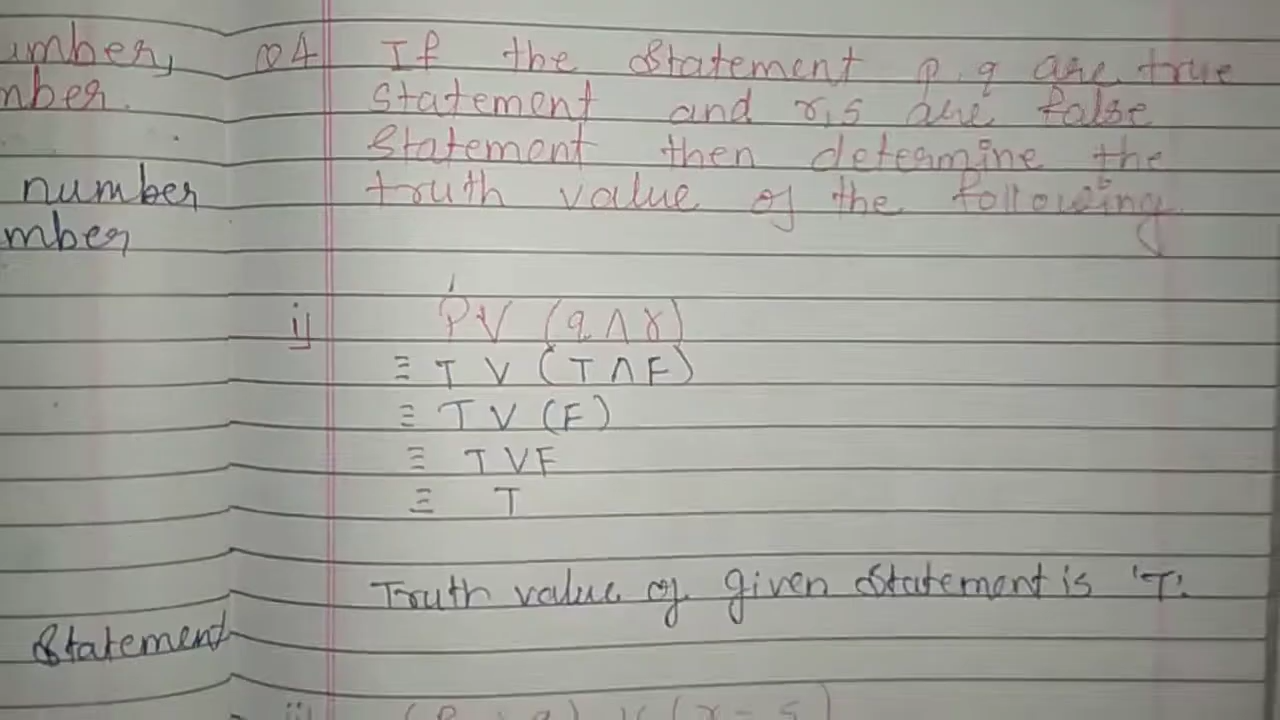 umber,
nber.
number
mber
Statement
04 If the Statement p, q are true
statement and r,s are false
Statement then determine the
truth value of the following
i) P V (q Λ r)
≡ T V (T Λ F)
≡ T V (F)
≡ T V F
≡ T
Truth value of given Statement is 'T'.